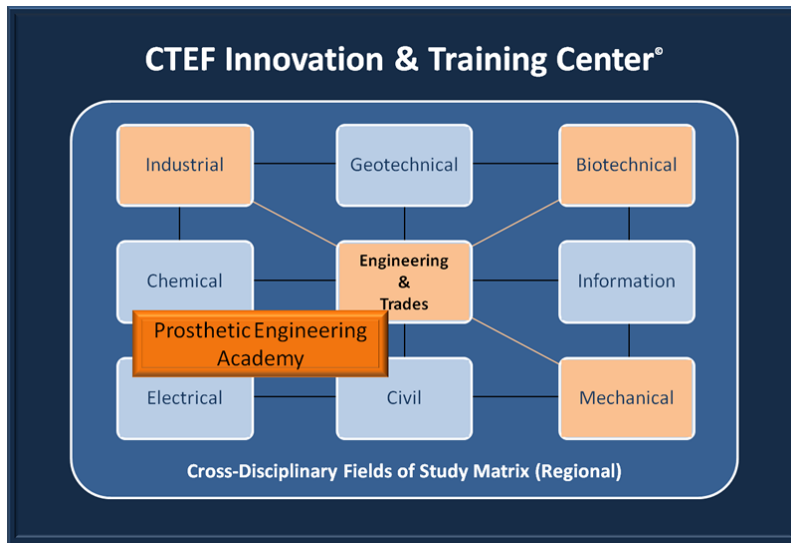 CTEF Innovation & Training Center©
Industrial
Geotechnical
Biotechnical
Chemical
Engineering
&
Trades
Information
Prosthetic Engineering
Academy
Electrical
Civil
Mechanical
Cross-Disciplinary Fields of Study Matrix (Regional)